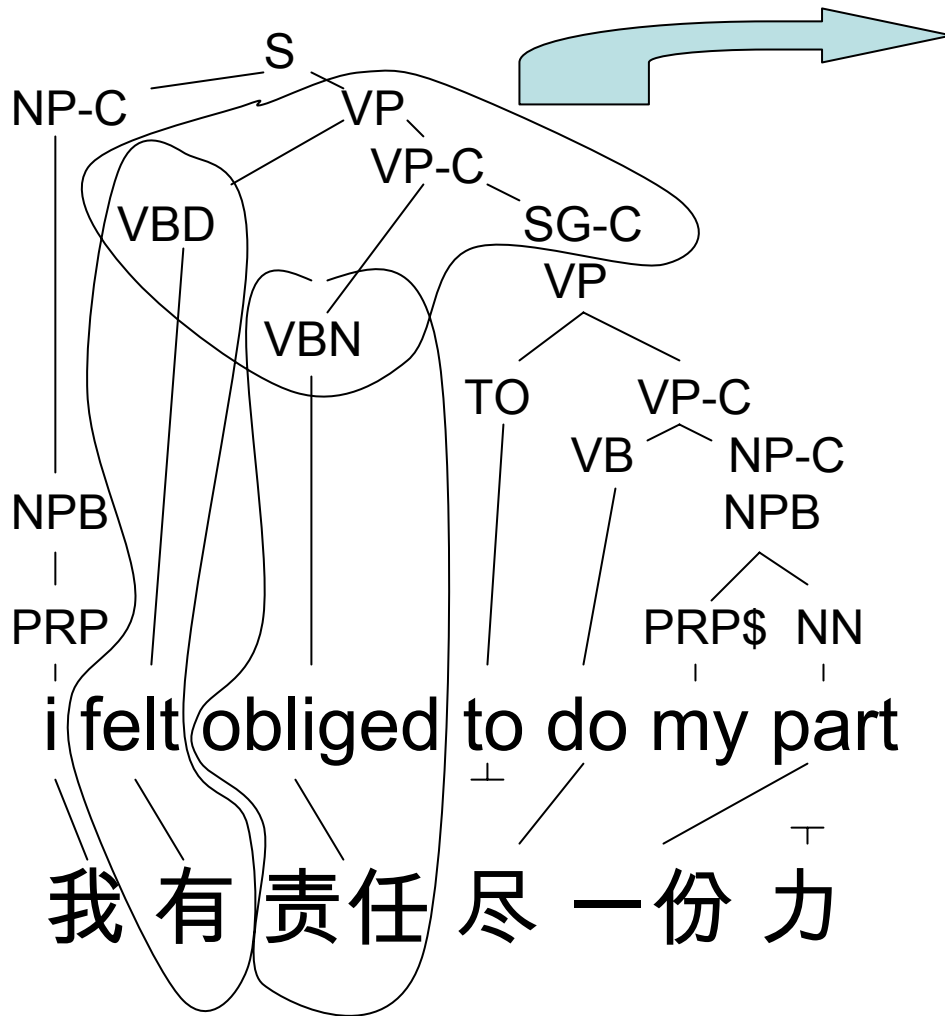 S
NP-C VP
VP-C
VBD SG-C
VP
VBN
TO VP-C
VB NP-C
NPB NPB
PRP PRP$ NN
i felt obliged to do my part
我 有 责任 尽 一份 力